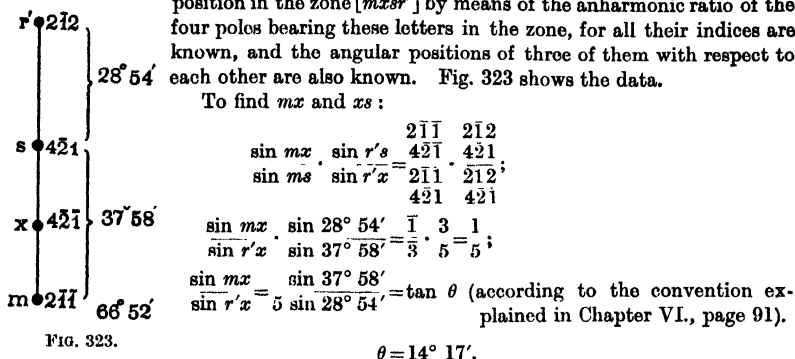 position in the zone [mxsr'] by means of the anharmonic ratio of the
four poles bearing these letters in the zone, for all their indices are
known, and the angular positions of three of them with respect to
each other are also known. Fig. 323 shows the data.
To find mx and xs :
21̄1̄ 21̄2
sin mx / sin ms · sin r's / sin r'x = 42̄1̄ / 21̄1̄ · 42̄1 / 2̄1̄2̄ ;
42̄1 42̄1̄
sin mx / sin r'x · sin 28° 54′ / sin 37° 58′ = 1̄ / 3̄ · 3 / 5 = 1 / 5 ;
sin mx / sin r'x = sin 37° 58′ / 5 sin 28° 54′ = tan θ (according to the convention ex-
plained in Chapter VI., page 91).
θ = 14° 17′.
r' 21̄2
28° 54′
s 42̄1
x 42̄1̄
37° 58′
m 21̄1̄
66° 52′
FIG. 323.